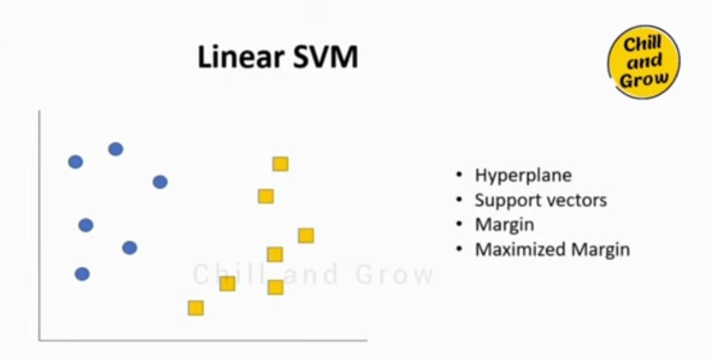 Linear SVM
Chill
and
Grow
• Hyperplane
• Support vectors
• Margin
• Maximized Margin
Chill and Grow